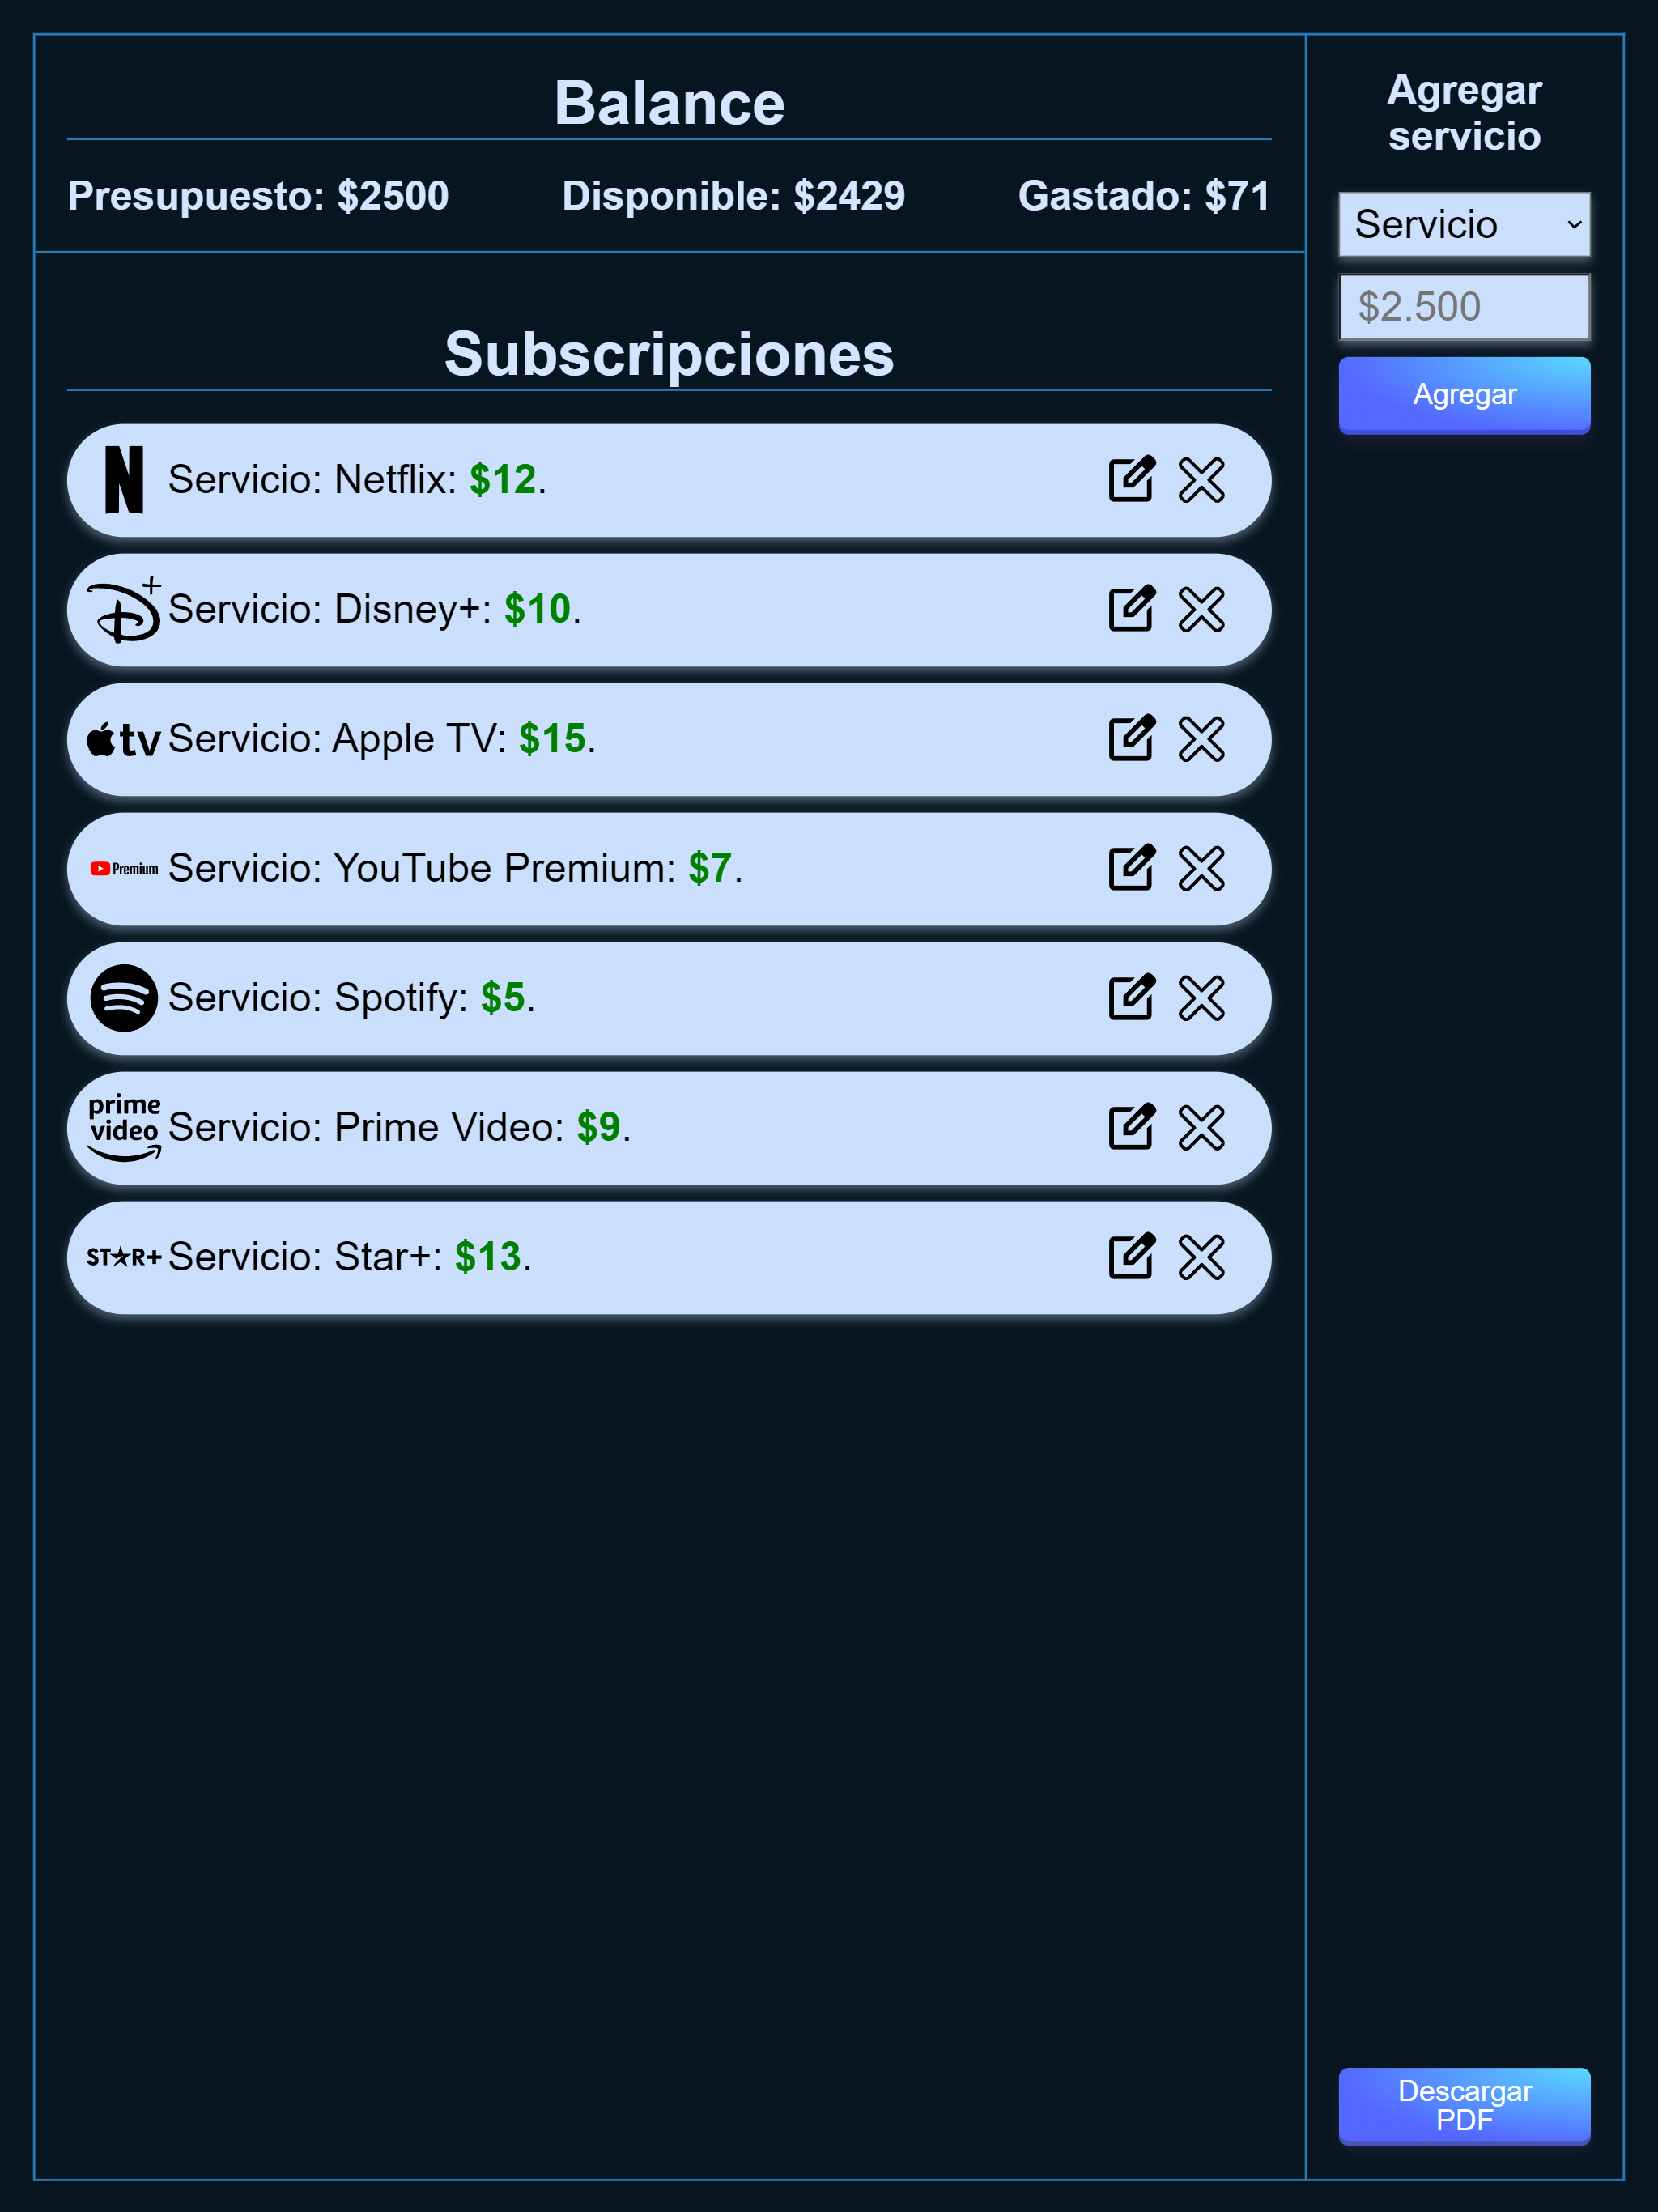 Balance
Presupuesto: $2500 Disponible: $2429 Gastado: $71
Subscripciones
N Servicio: Netflix: $12.
D+ Servicio: Disney+: $10.
tv Servicio: Apple TV: $15.
Premium Servicio: YouTube Premium: $7.
Servicio: Spotify: $5.
prime
video
Servicio: Prime Video: $9.
ST★R+ Servicio: Star+: $13.
Agregar
servicio
Servicio
$2.500
Agregar
Descargar
PDF